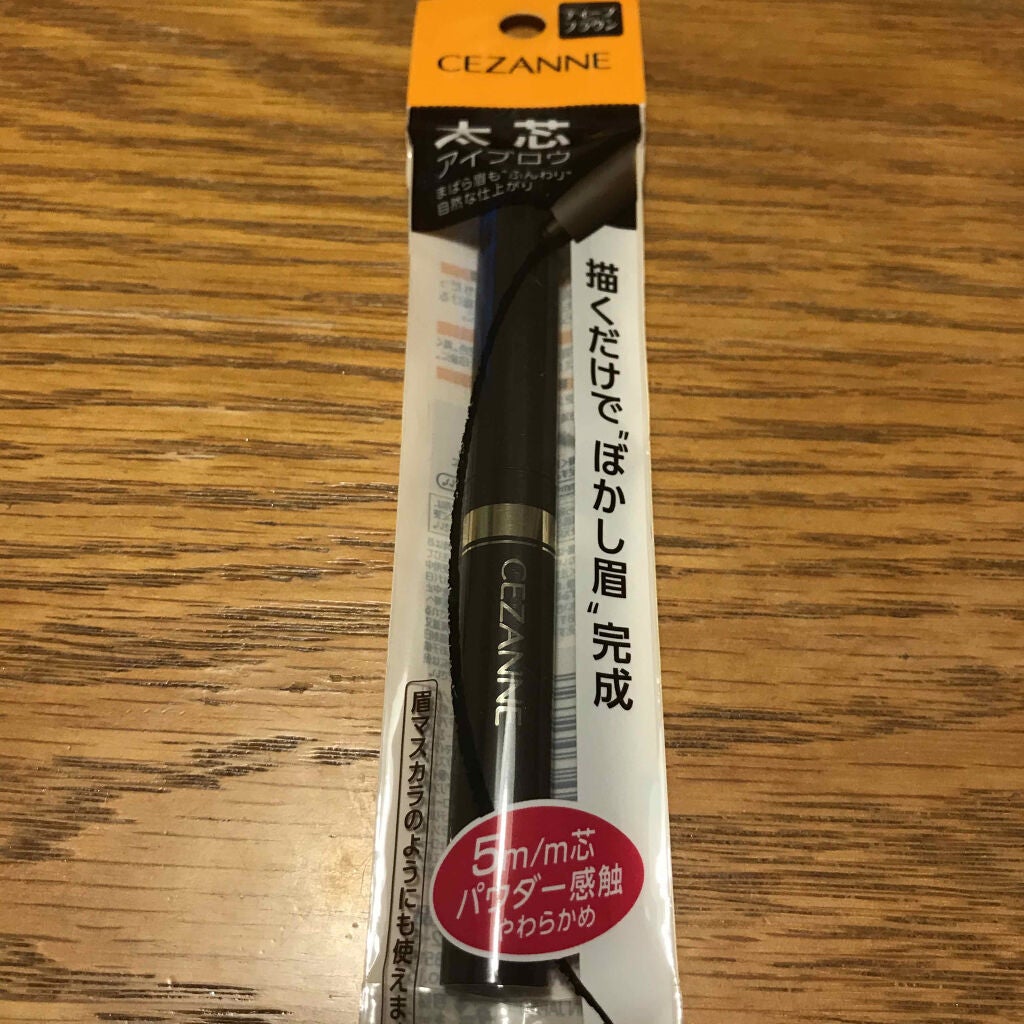 ディープ
ブラウン
CEZANNE
太芯
アイブロウ
まばら眉も"ふんわり"
自然な仕上がり
描くだけで"ぼかし眉"完成
CEZANNE
5m/m芯
パウダー感触
やわらかめ
眉マスカラのようにも使えま